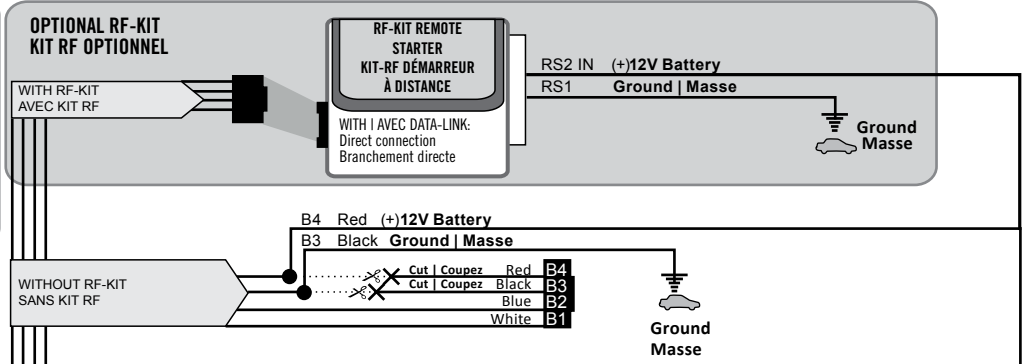 OPTIONAL RF-KIT
KIT RF OPTIONNEL
WITH RF-KIT
AVEC KIT RF
RF-KIT REMOTE
STARTER
KIT-RF DÉMARREUR
À DISTANCE
WITH | AVEC DATA-LINK:
Direct connection
Branchement directe
RS2 IN (+)12V Battery
RS1 Ground | Masse
Ground
Masse
B4 Red (+)12V Battery
B3 Black Ground | Masse
WITHOUT RF-KIT
SANS KIT RF
Cut | Coupez Red B4
Cut | Coupez Black B3
Blue B2
White B1
Ground
Masse